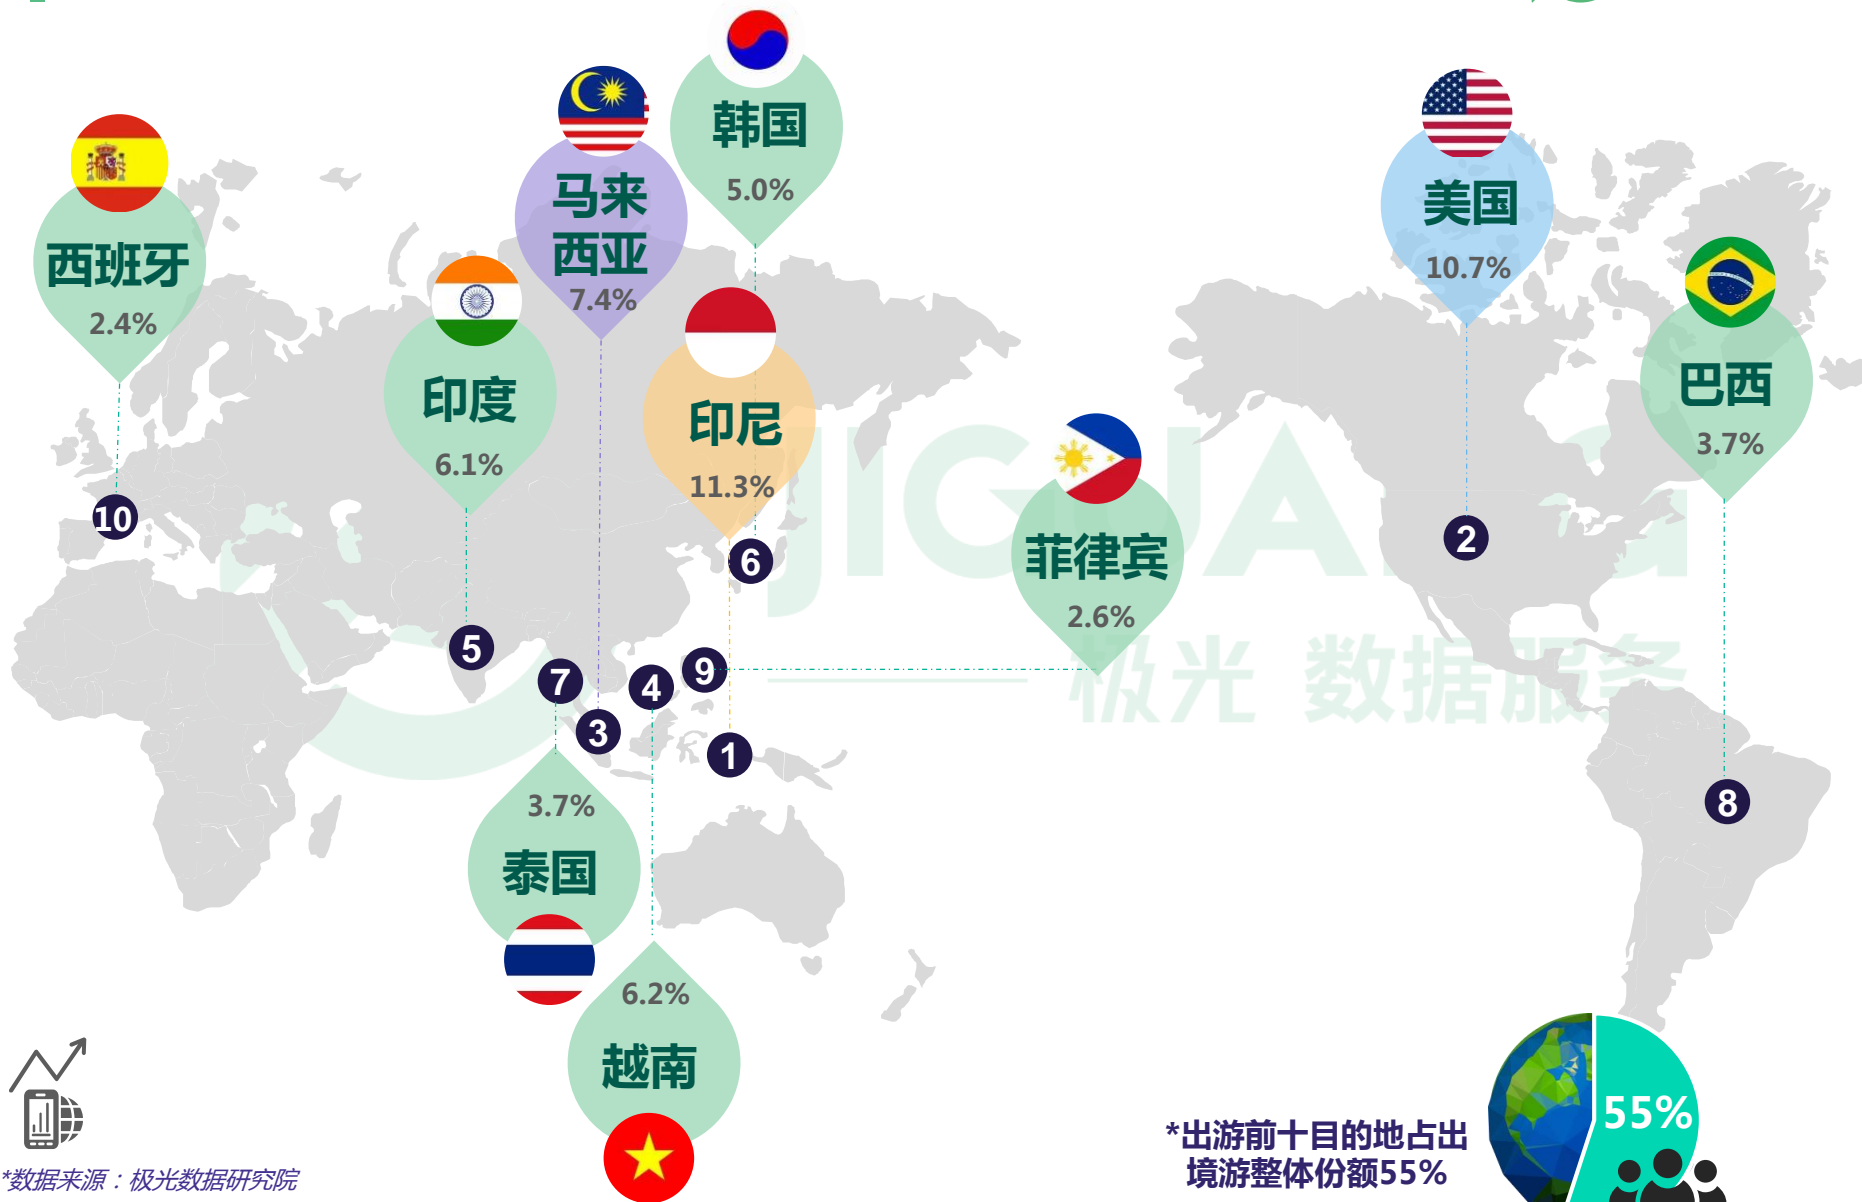 韩国
5.0%
马来
西亚
7.4%
美国
10.7%
西班牙
2.4%
印度
6.1%
印尼
11.3%
巴西
3.7%
菲律宾
2.6%
JIGUANG
极光 数据服务
10
6
2
5
7
4
9
3
1
8
3.7%
泰国
6.2%
越南
55%
*出游前十目的地占出
境游整体份额55%
*数据来源：极光数据研究院